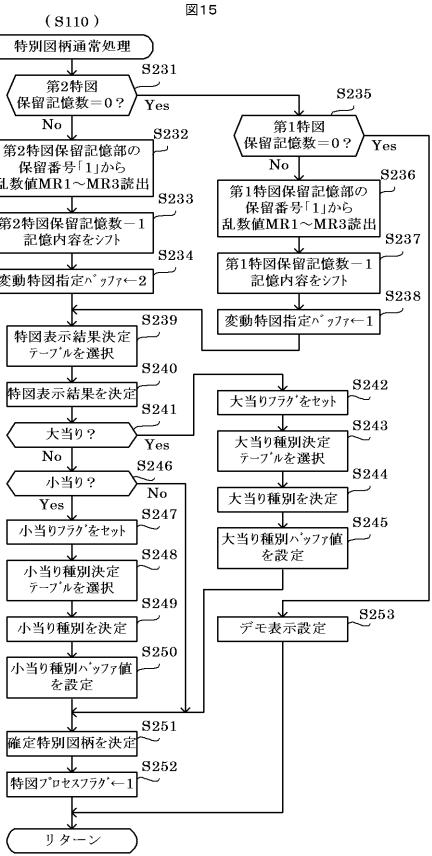 図15
(S110)
特別図柄通常処理
S231
第2特図
保留記憶数=0?
Yes
No
S232
第2特図保留記憶部の
保留番号「1」から
乱数値MR1～MR3読出
S233
第2特図保留記憶数－1
記憶内容をシフト
S234
変動特図指定バッファ←2
S235
第1特図
保留記憶数=0?
Yes
No
S236
第1特図保留記憶部の
保留番号「1」から
乱数値MR1～MR3読出
S237
第1特図保留記憶数－1
記憶内容をシフト
S238
変動特図指定バッファ←1
S239
特図表示結果決定
テーブルを選択
S240
特図表示結果を決定
S241
大当り?
Yes
No
S242
大当りフラグをセット
S243
大当り種別決定
テーブルを選択
S244
大当り種別を決定
S245
大当り種別バッファ値
を設定
S246
小当り?
Yes
No
S247
小当りフラグをセット
S248
小当り種別決定
テーブルを選択
S249
小当り種別を決定
S250
小当り種別バッファ値
を設定
S253
デモ表示設定
S251
確定特別図柄を決定
S252
特図プロセスフラグ←1
リターン